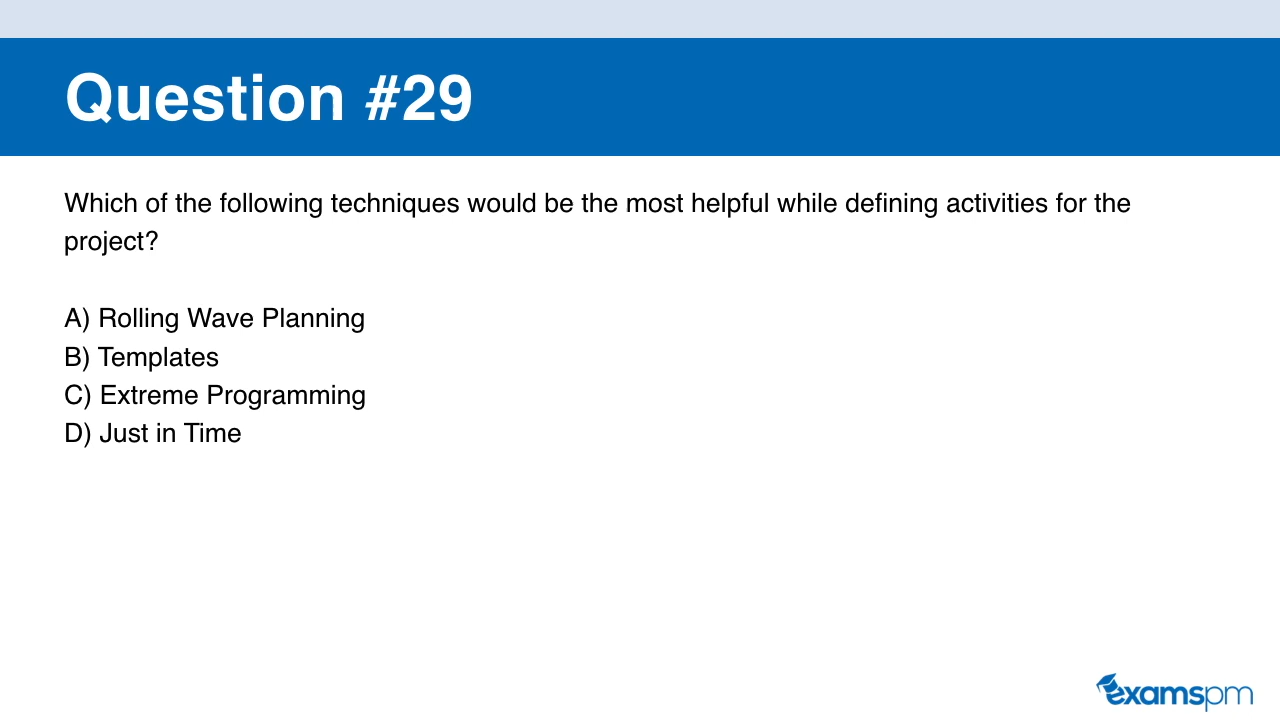 Question #29
Which of the following techniques would be the most helpful while defining activities for the
project?
A) Rolling Wave Planning
B) Templates
C) Extreme Programming
D) Just in Time
examspm